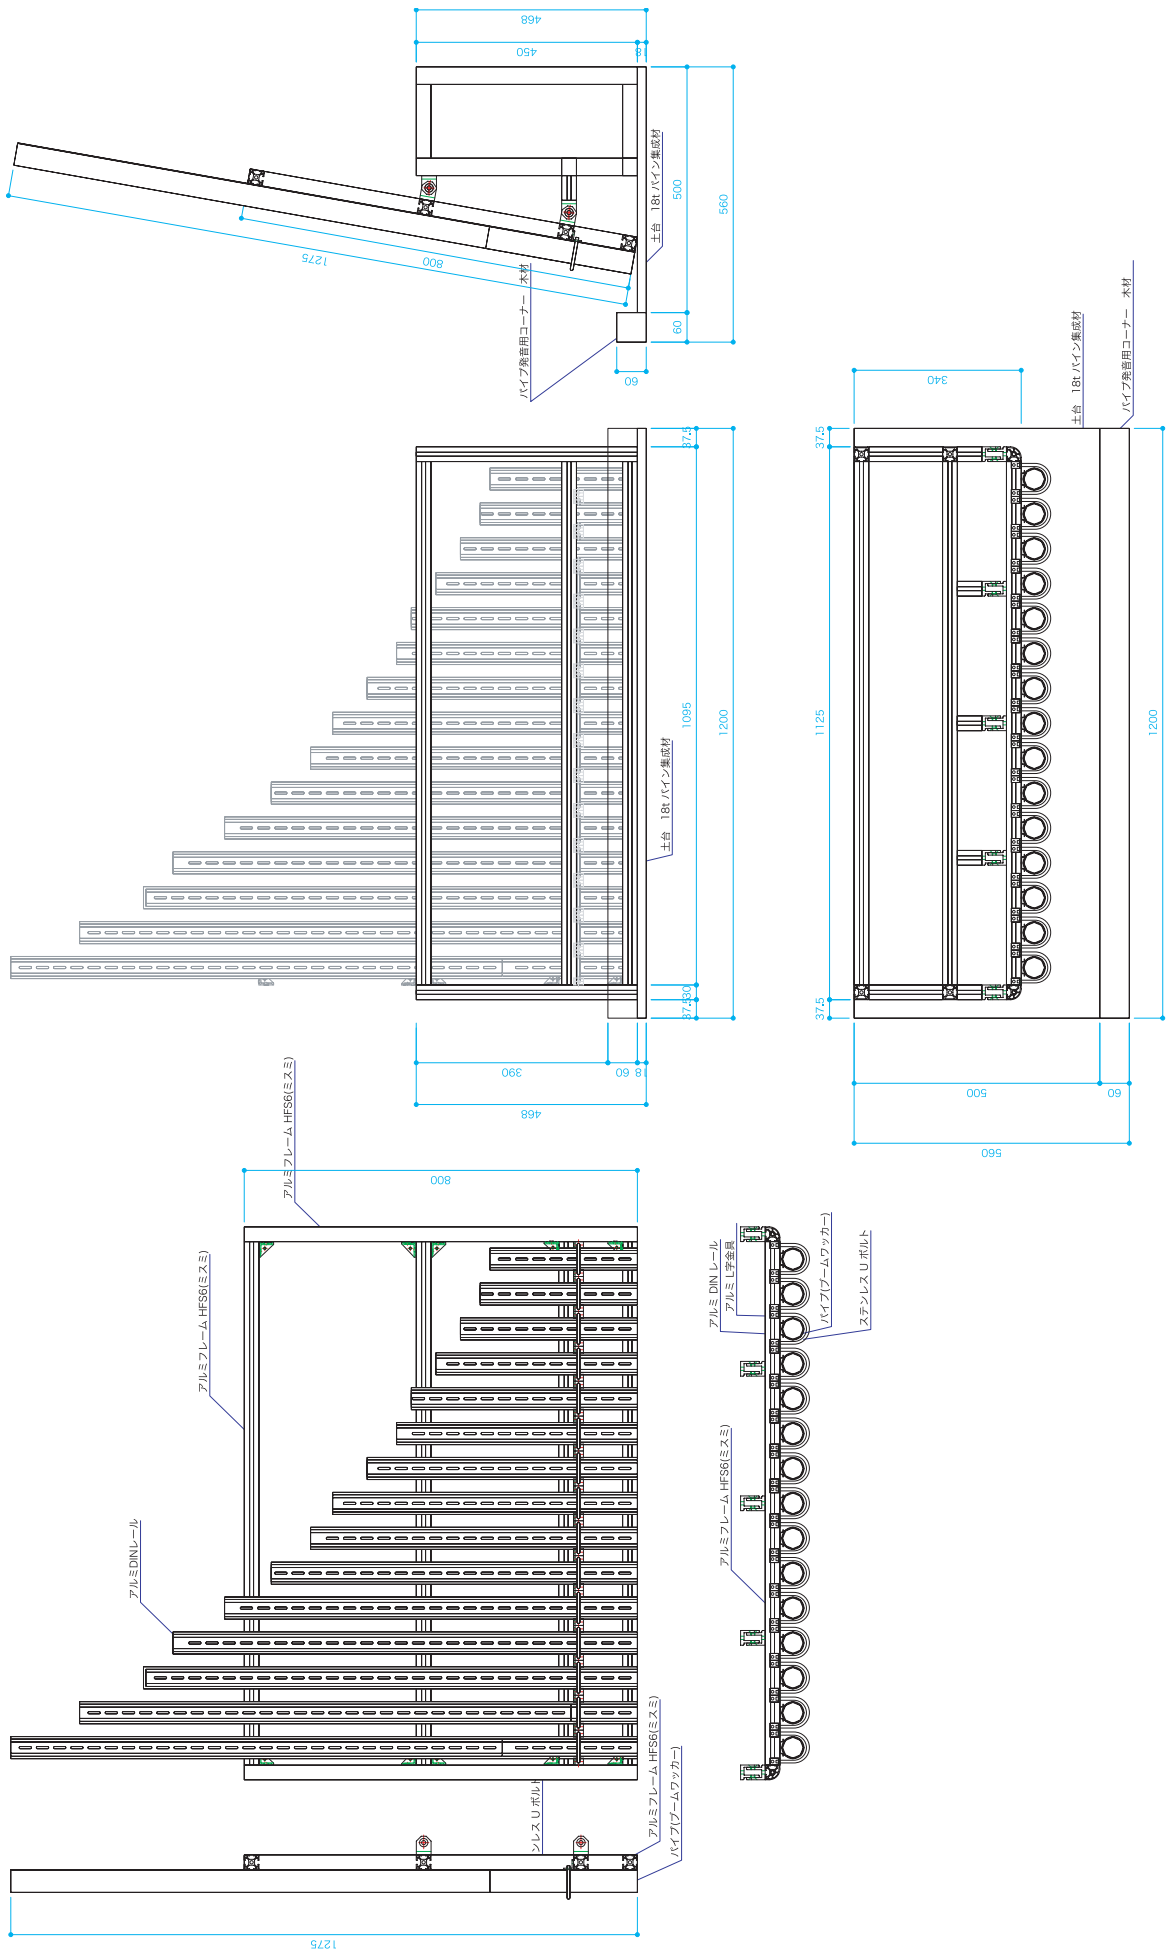 468
450
18
土台　18t パイン集成材
500
560
1275
800
パイプ発音用コーナー　木材
60
60
37.5
1095
1200
土台　18t パイン集成材
30
37.5
390
60
18
468
340
37.5
1125
37.5
土台　18t パイン集成材
パイプ発音用コーナー　木材
1200
500
60
560
アルミフレーム HFS6(ミスミ)
800
アルミフレーム HFS6(ミスミ)
アルミDINレール
アルミ DIN レール
アルミ L字金具
パイプ(ブームワッカー)
ステンレス U ボルト
アルミフレーム HFS6(ミスミ)
ンレス U ボルト
アルミフレーム HFS6(ミスミ)
パイプ(ブームワッカー)
1275